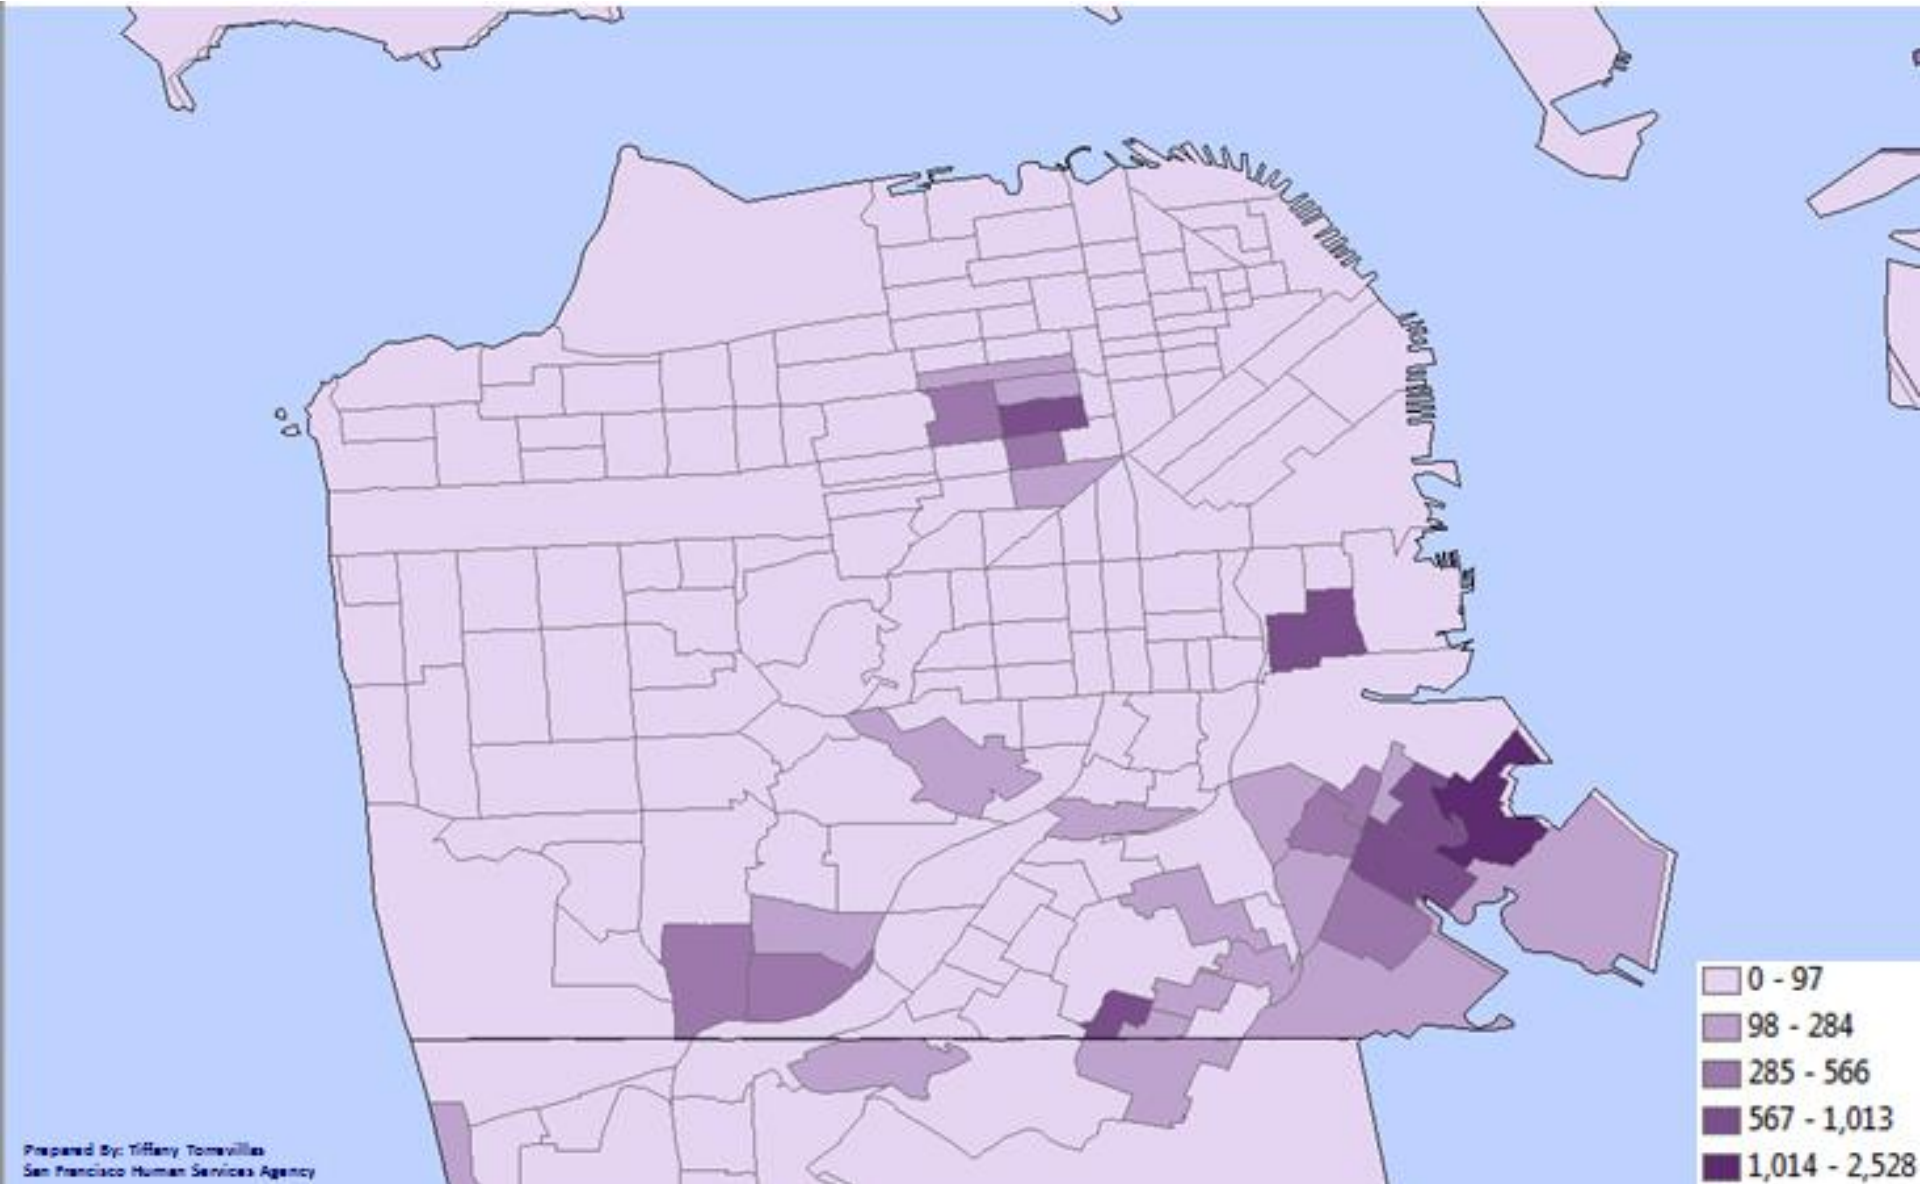 0 - 97
98 - 284
285 - 566
567 - 1,013
1,014 - 2,528
Prepared By: Tiffany Torrevillas
San Francisco Human Services Agency